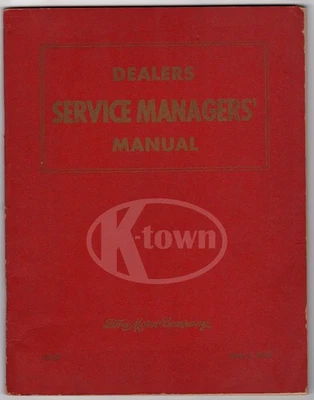 DEALERS
SERVICE MANAGERS'
MANUAL
K-town
Ford Motor Company